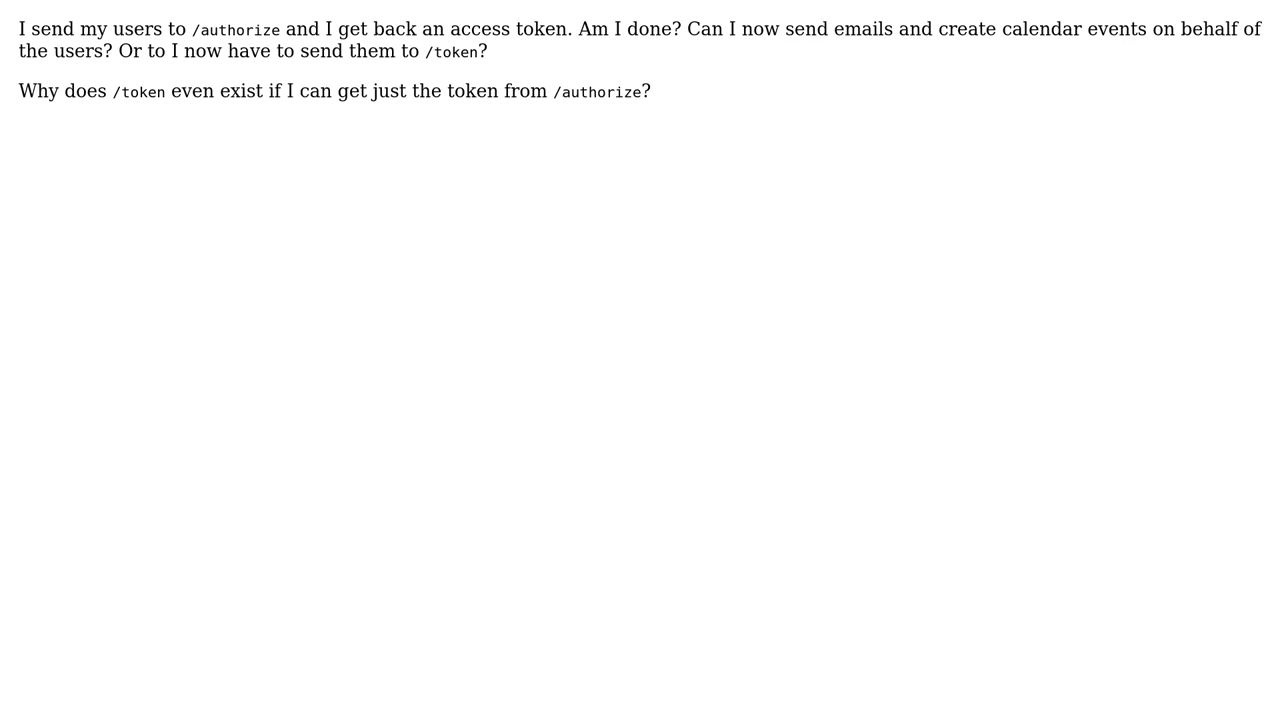 I send my users to /authorize and I get back an access token. Am I done? Can I now send emails and create calendar events on behalf of
the users? Or to I now have to send them to /token?
Why does /token even exist if I can get just the token from /authorize?